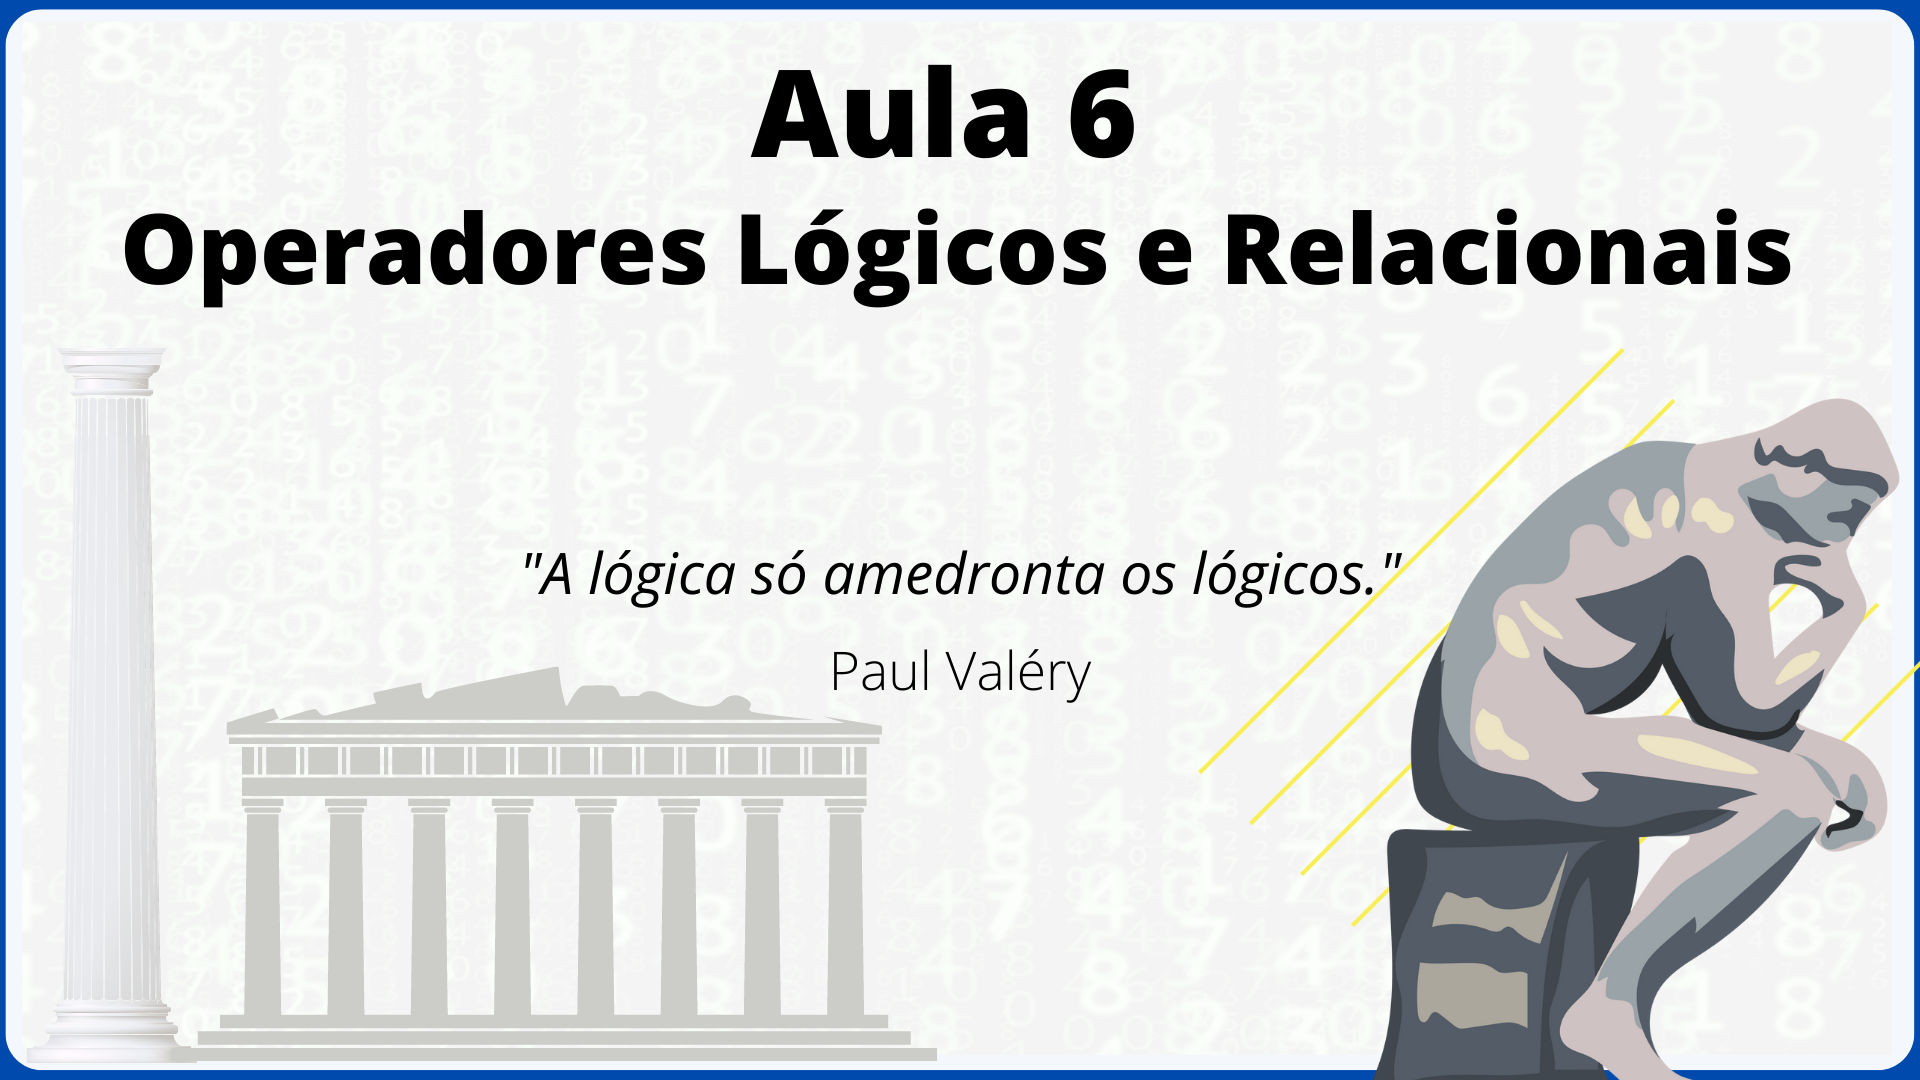 Aula 6
Operadores Lógicos e Relacionais
"A lógica só amedronta os lógicos."
Paul Valéry